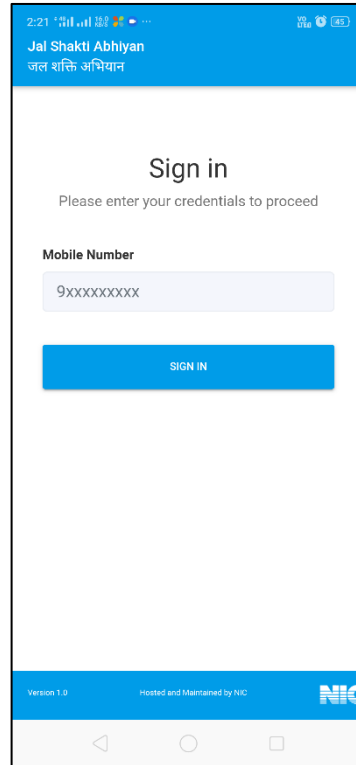 2:21
Jal Shakti Abhiyan
जल शक्ति अभियान
Sign in
Please enter your credentials to proceed
Mobile Number
9xxxxxxxxx
SIGN IN
Version 1.0 Hosted and Maintained by NIC NIC